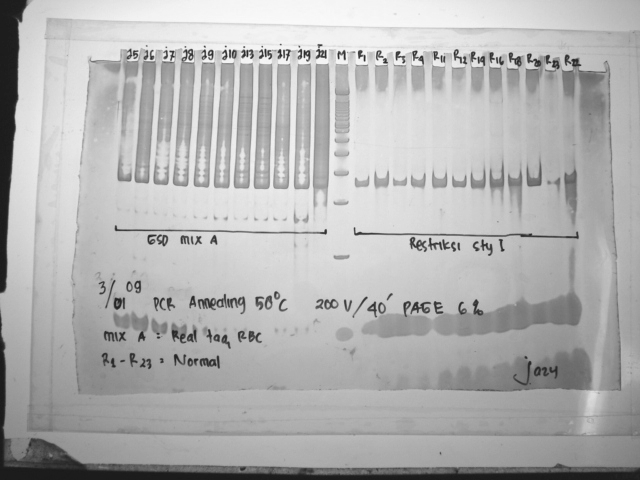 j5 j6 j7 j8 j9 j10 j13 j15 j17 j19 j21 M R1 R2 R3 R4 R11 R12 R14 R16 R18 R20 R23 R22
ESD mix A
Restriksi sty I
3/01 09 PCR Annealing 58°C 200 V/40' PAGE 6%
mix A = Real taq RBC
R1 - R23 = Normal
jazy